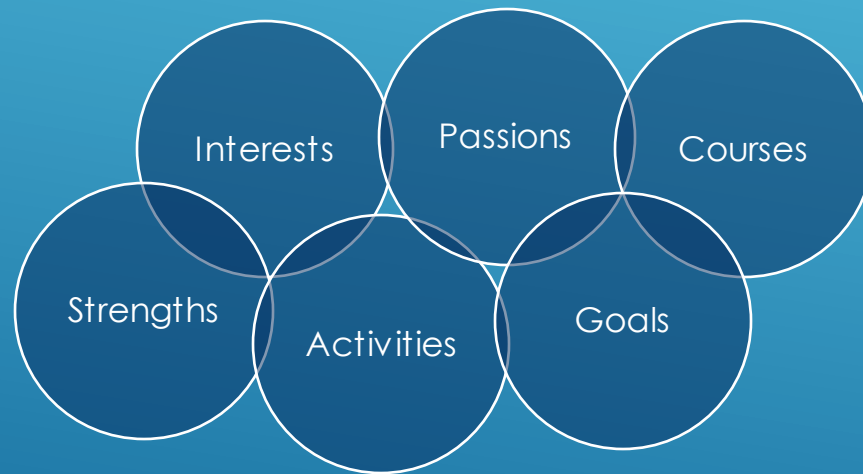 Interests
Passions
Courses
Strengths
Activities
Goals